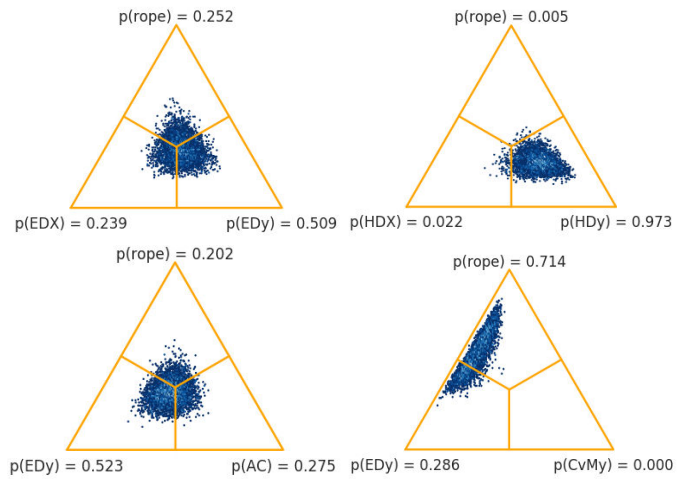 p(rope) = 0.252
p(rope) = 0.005
p(EDX) = 0.239
p(EDy) = 0.509
p(HDX) = 0.022
p(HDy) = 0.973
p(rope) = 0.202
p(rope) = 0.714
p(EDy) = 0.523
p(AC) = 0.275
p(EDy) = 0.286
p(CvMy) = 0.000